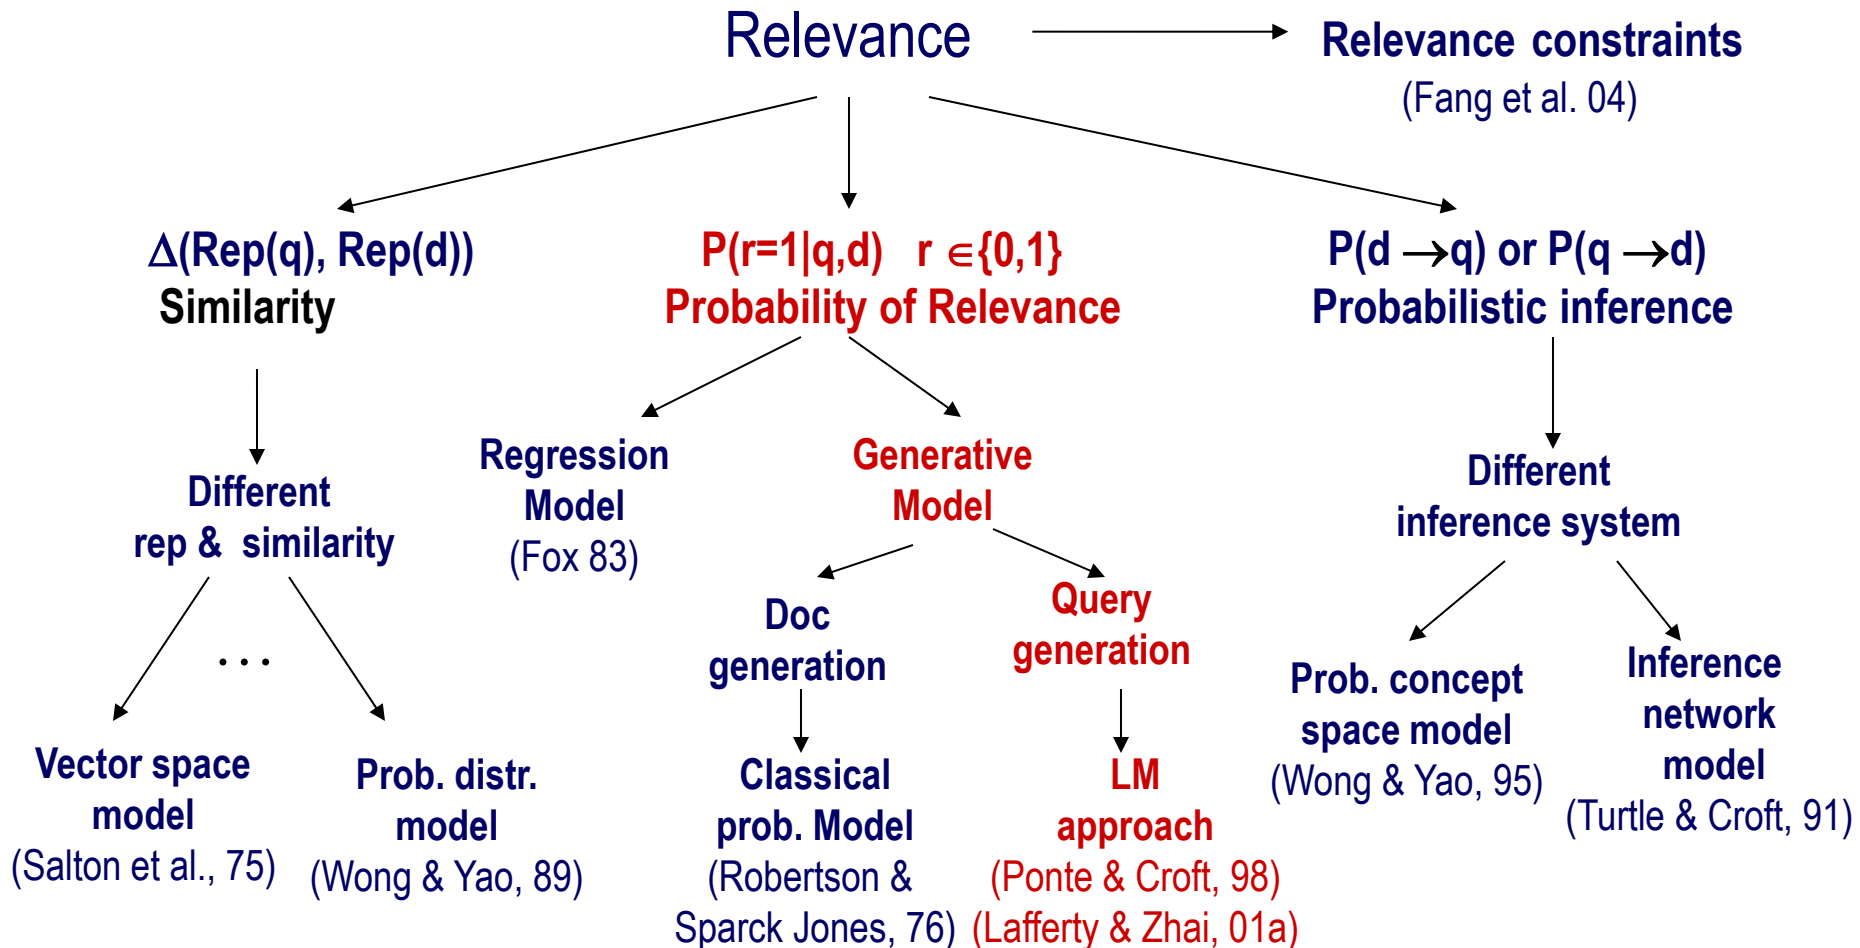 Relevance
Relevance constraints
(Fang et al. 04)
Δ(Rep(q), Rep(d))
Similarity
P(r=1|q,d) r ∈{0,1}
Probability of Relevance
P(d →q) or P(q →d)
Probabilistic inference
Different
rep & similarity
Regression
Model
(Fox 83)
Generative
Model
Different
inference system
Doc
generation
Query
generation
. . .
Vector space
model
(Salton et al., 75)
Prob. distr.
model
(Wong & Yao, 89)
Classical
prob. Model
(Robertson &
Sparck Jones, 76)
LM
approach
(Ponte & Croft, 98)
(Lafferty & Zhai, 01a)
Prob. concept
space model
(Wong & Yao, 95)
Inference
network
model
(Turtle & Croft, 91)